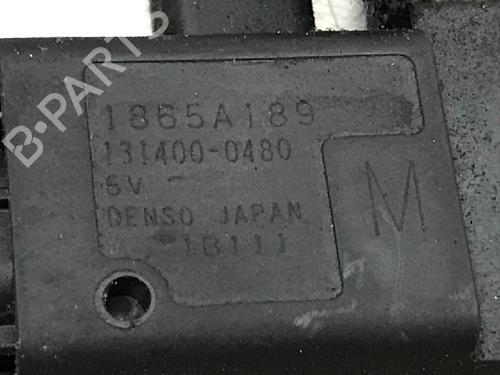 B-PARTS
1865A189
131400-0480
5V
DENSO JAPAN
1B111
M